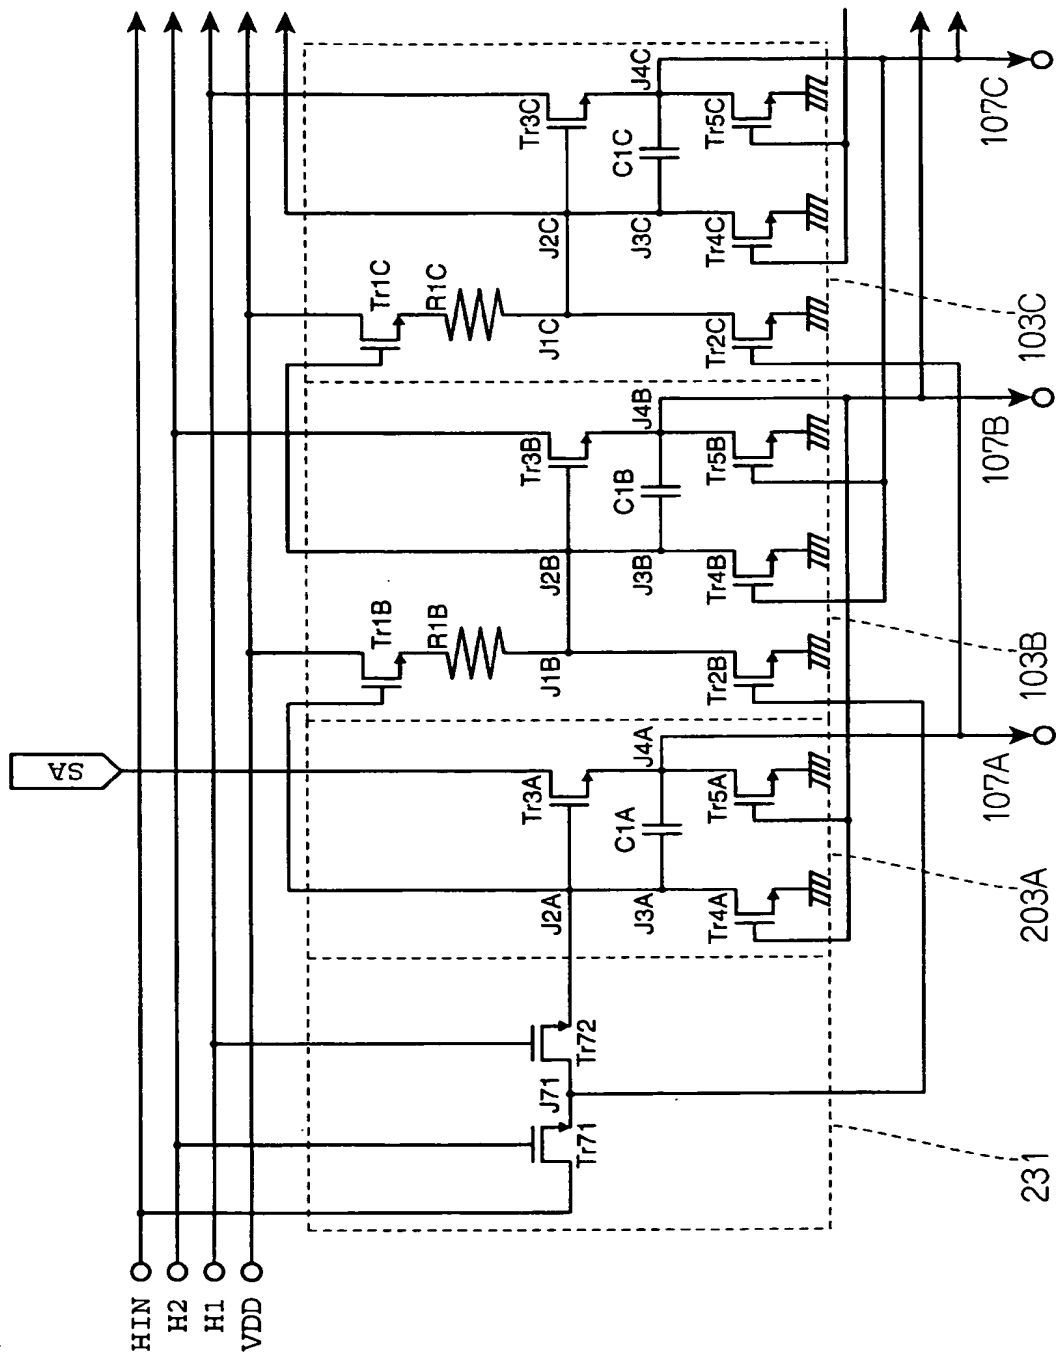 SA
HIN
H2
H1
VDD
Tr71
J71
Tr72
J2A
Tr3A
J3A
C1A
J4A
Tr4A
Tr5A
Tr1B
R1B
J1B
J2B
Tr3B
J3B
C1B
J4B
Tr2B
Tr4B
Tr5B
Tr1C
R1C
J1C
J2C
Tr3C
J3C
C1C
J4C
Tr2C
Tr4C
Tr5C
231
203A
107A
103B
107B
103C
107C